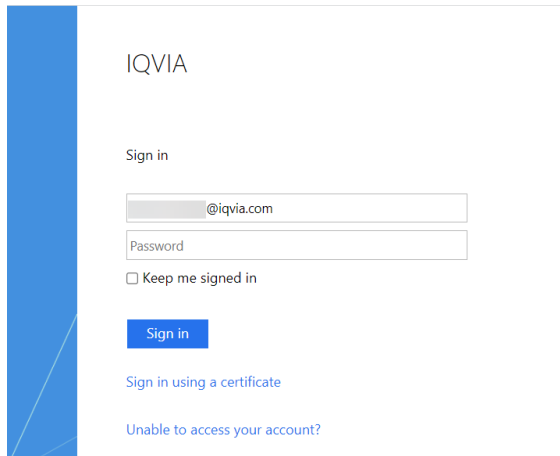 IQVIA
Sign in
@iqvia.com
Password
Keep me signed in
Sign in
Sign in using a certificate
Unable to access your account?